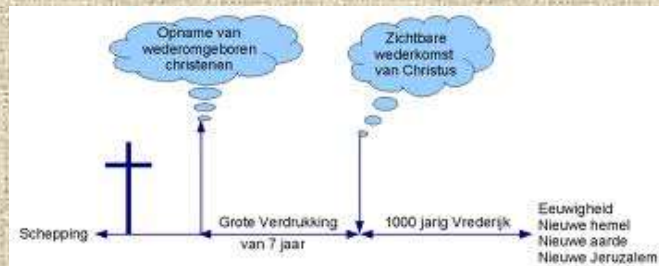 Opname van
wederomgeboren
christenen
Zichtbare
wederkomst
van Christus
Schepping
Grote Verdrukking
van 7 jaar
1000 jarig Vrederijk
Eeuwigheid
Nieuwe hemel
Nieuwe aarde
Nieuwe Jeruzalem